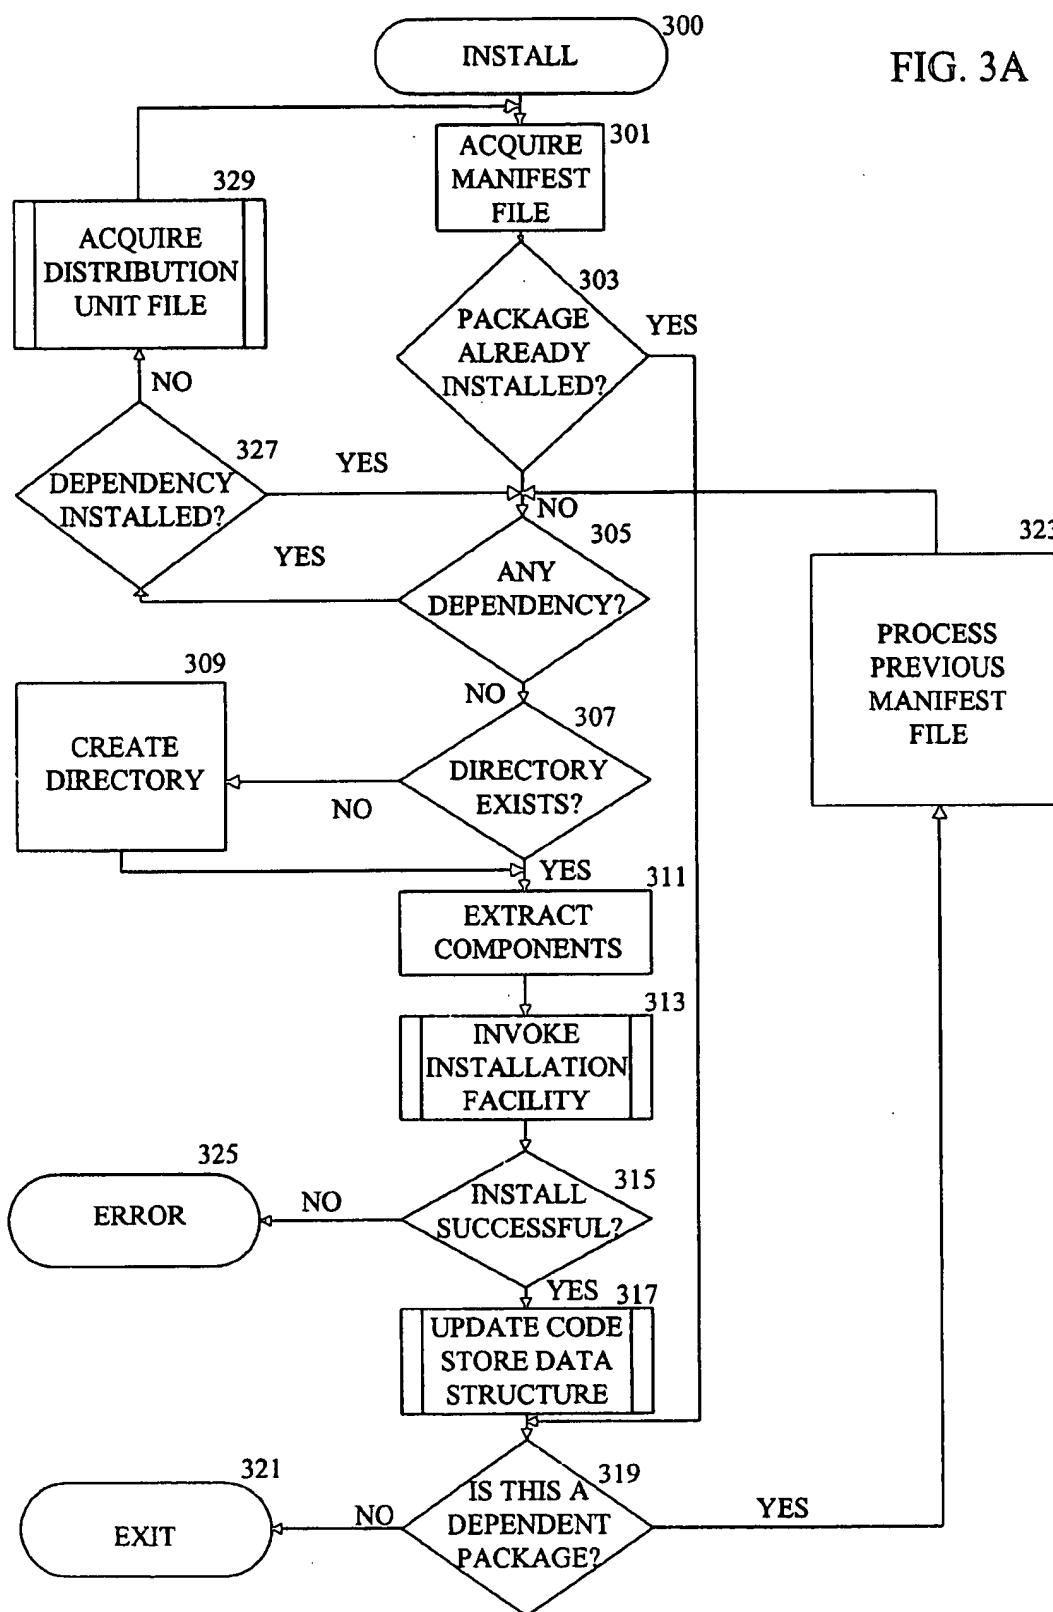 300
INSTALL
FIG. 3A
301
ACQUIRE
MANIFEST
FILE
329
ACQUIRE
DISTRIBUTION
UNIT FILE
303
PACKAGE
ALREADY
INSTALLED?
YES
NO
327
DEPENDENCY
INSTALLED?
YES
NO
305
ANY
DEPENDENCY?
YES
323
PROCESS
PREVIOUS
MANIFEST
FILE
309
CREATE
DIRECTORY
NO
307
DIRECTORY
EXISTS?
NO
YES
311
EXTRACT
COMPONENTS
313
INVOKE
INSTALLATION
FACILITY
325
ERROR
NO
315
INSTALL
SUCCESSFUL?
YES
317
UPDATE CODE
STORE DATA
STRUCTURE
321
EXIT
NO
319
IS THIS A
DEPENDENT
PACKAGE?
YES